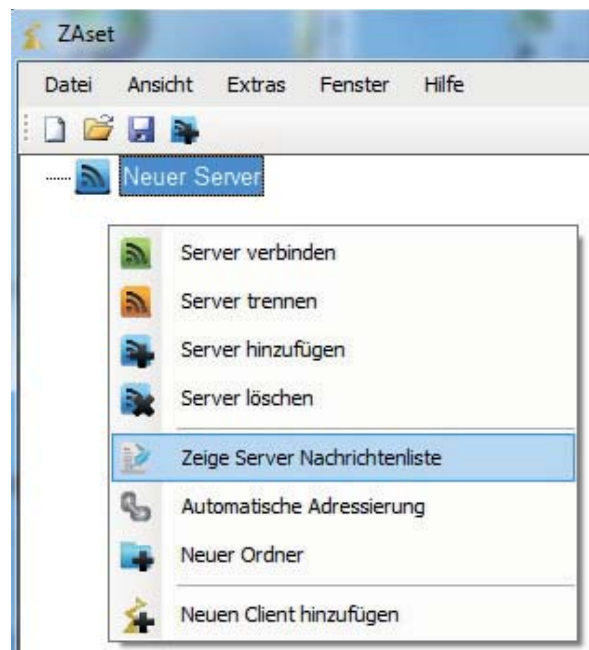 ZAset
Datei Ansicht Extras Fenster Hilfe
Neuer Server
Server verbinden
Server trennen
Server hinzufügen
Server löschen
Zeige Server Nachrichtenliste
Automatische Adressierung
Neuer Ordner
Neuen Client hinzufügen